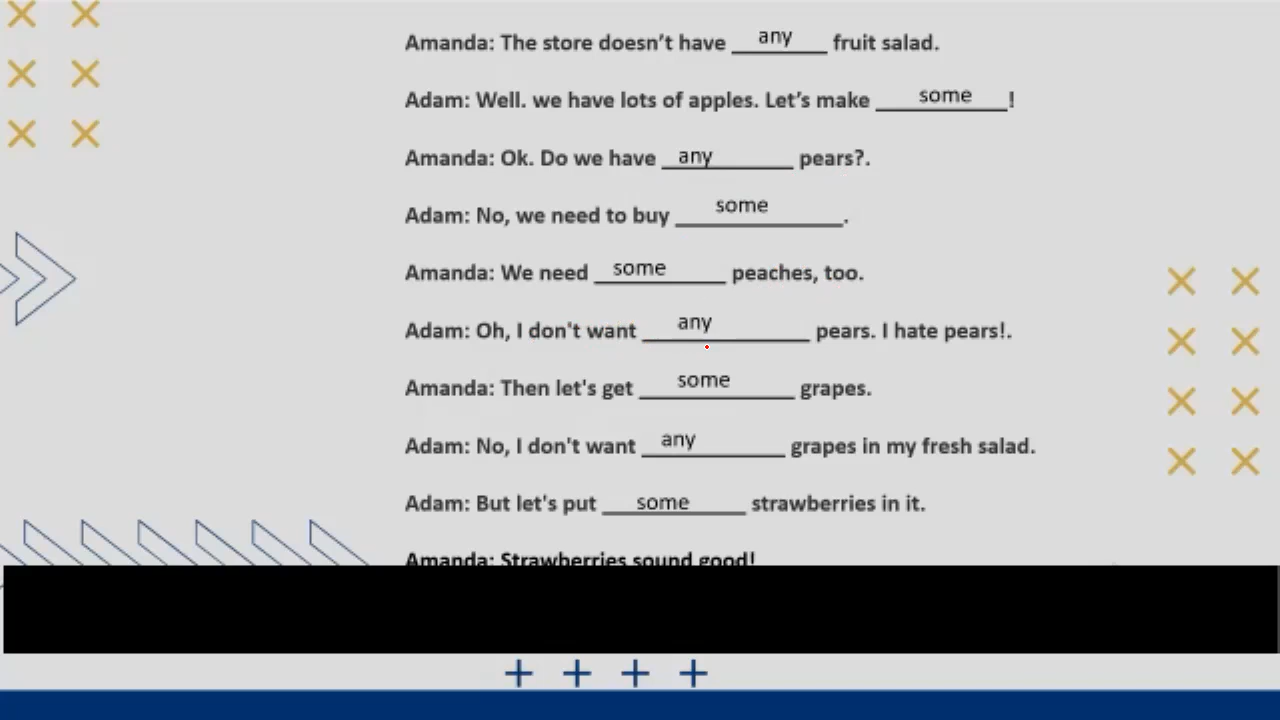 Amanda: The store doesn't have any fruit salad.
Adam: Well. we have lots of apples. Let's make some!
Amanda: Ok. Do we have any pears?.
Adam: No, we need to buy some.
Amanda: We need some peaches, too.
Adam: Oh, I don't want any pears. I hate pears!.
Amanda: Then let's get some grapes.
Adam: No, I don't want any grapes in my fresh salad.
Adam: But let's put some strawberries in it.
Amanda: Strawberries sound good!